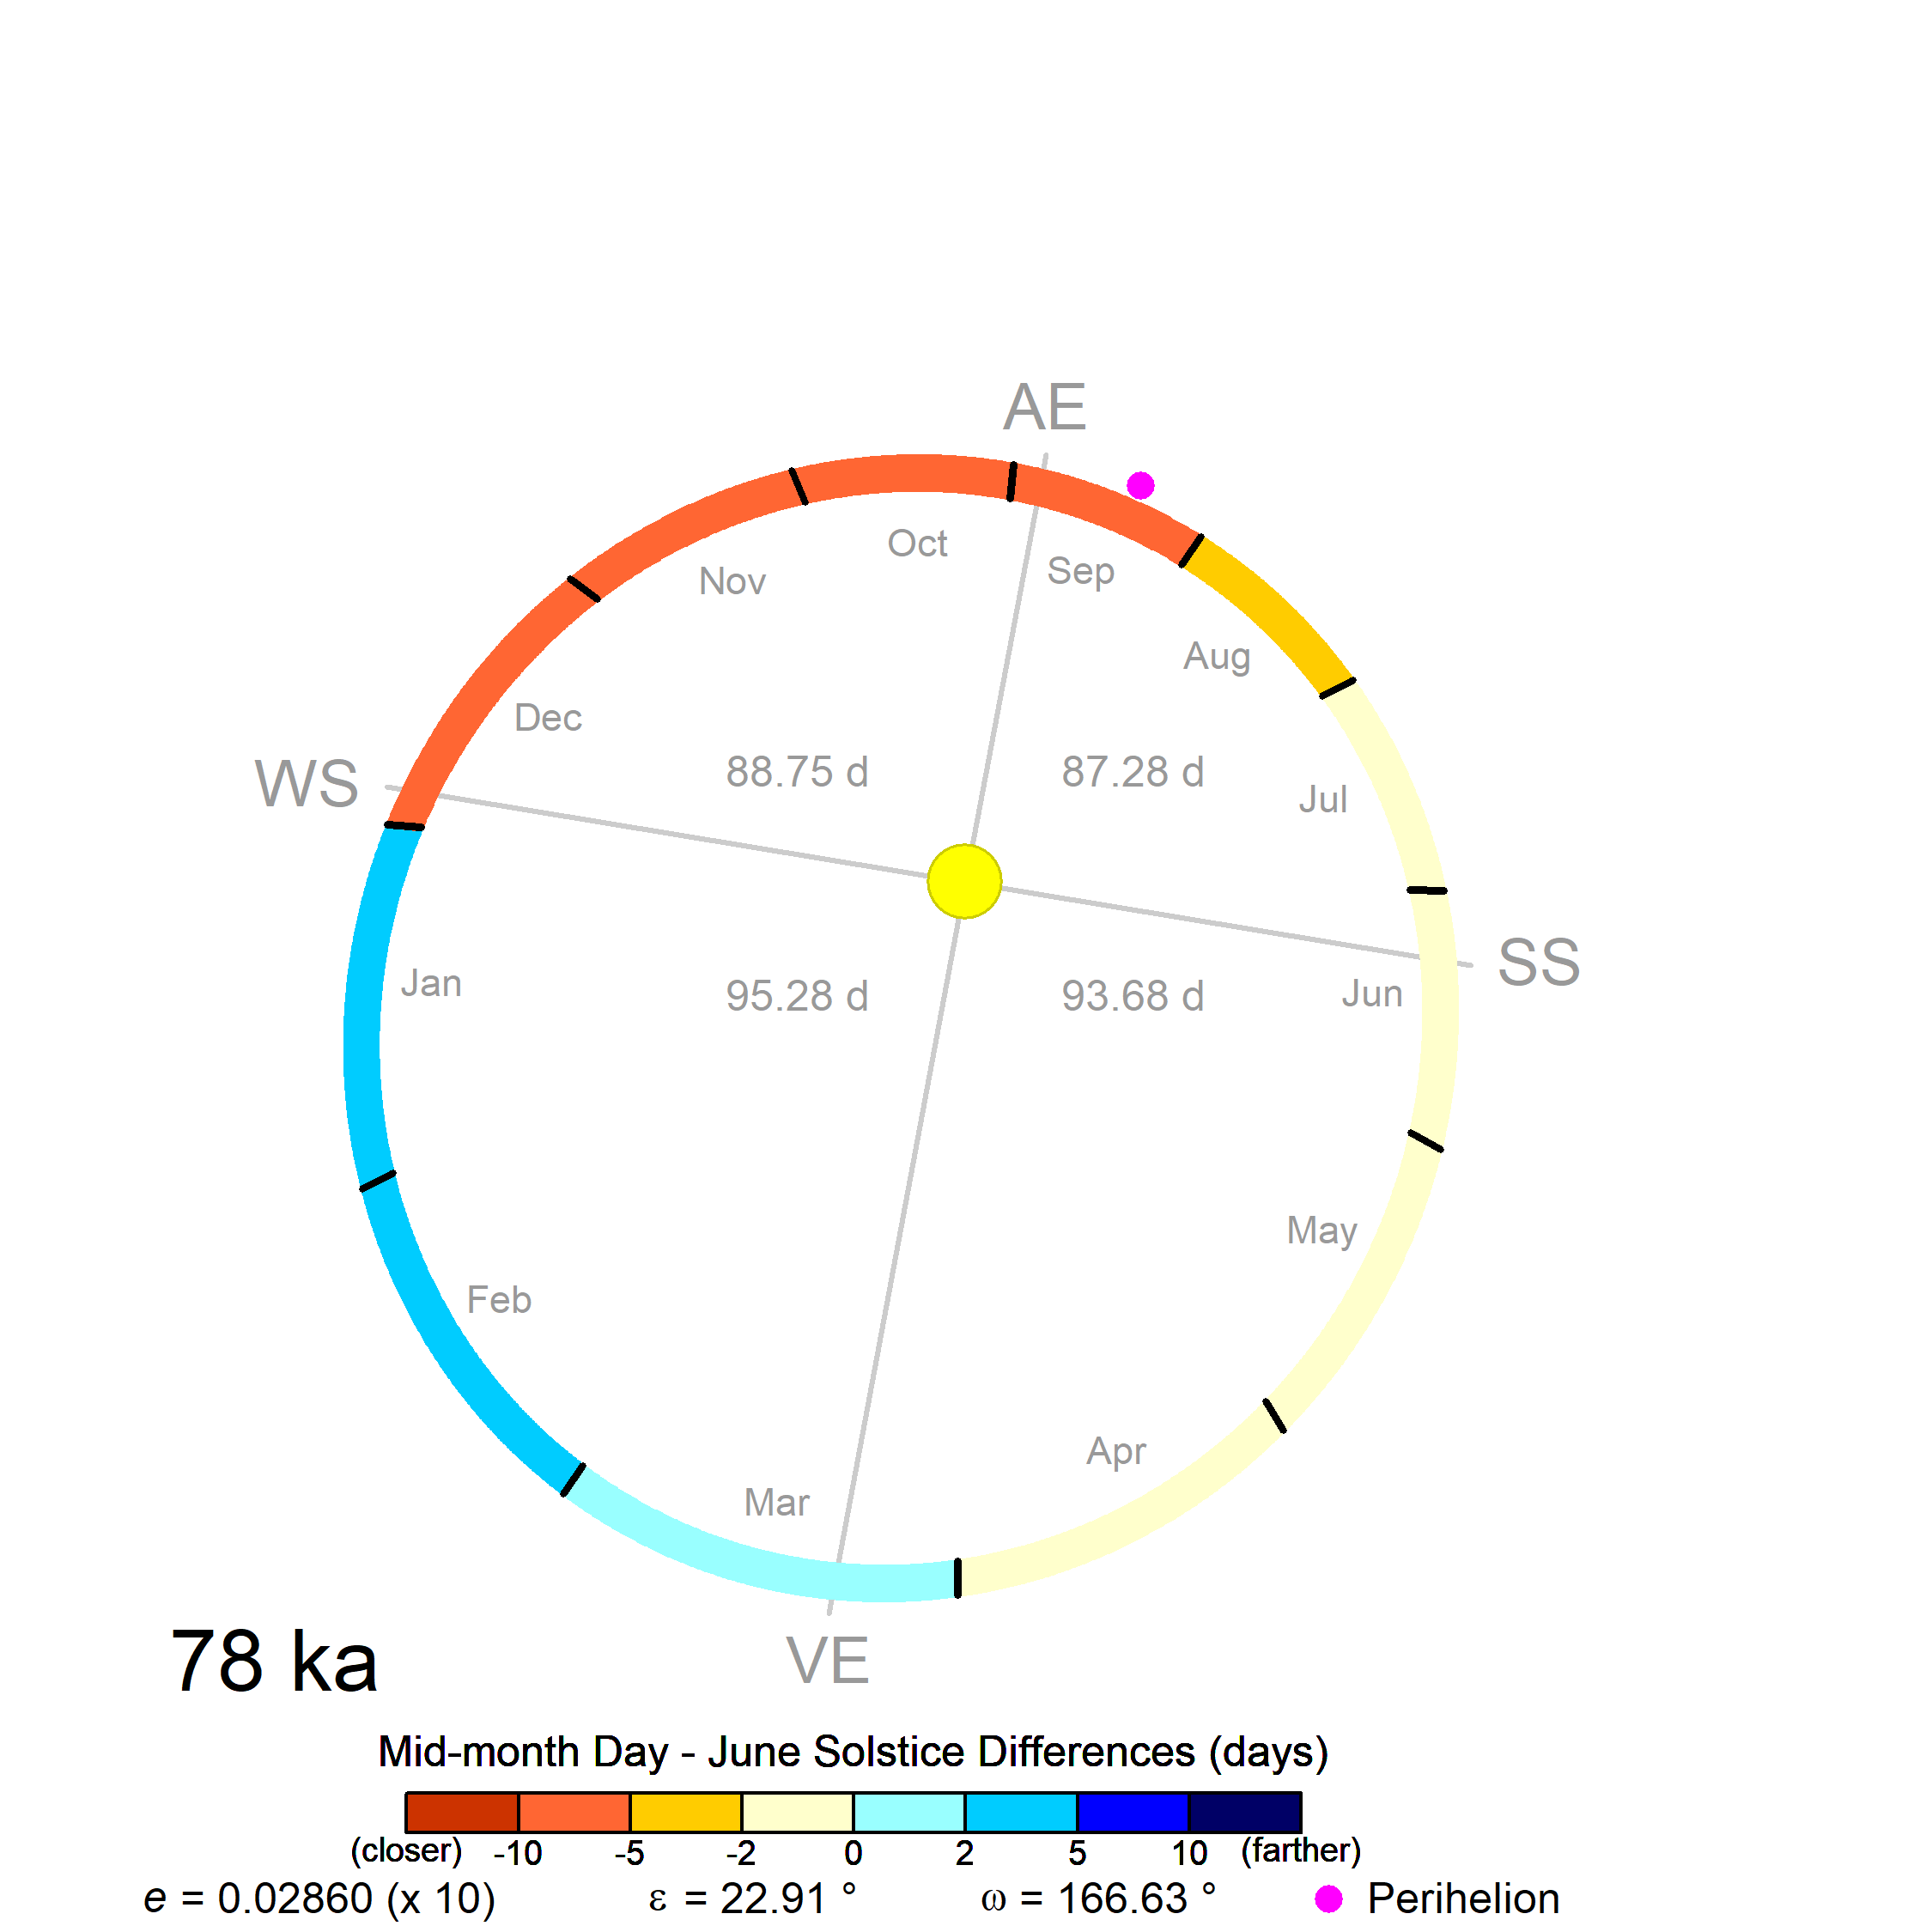 AE
Oct
Sep
Nov
Aug
Dec
WS
88.75 d
87.28 d
Jul
SS
Jan
95.28 d
93.68 d
Jun
May
Feb
Apr
Mar
VE
78 ka
Mid-month Day - June Solstice Differences (days)
(closer) -10 -5 -2 0 2 5 10 (farther)
e = 0.02860 (x 10) ε = 22.91 ° ω = 166.63 ° Perihelion